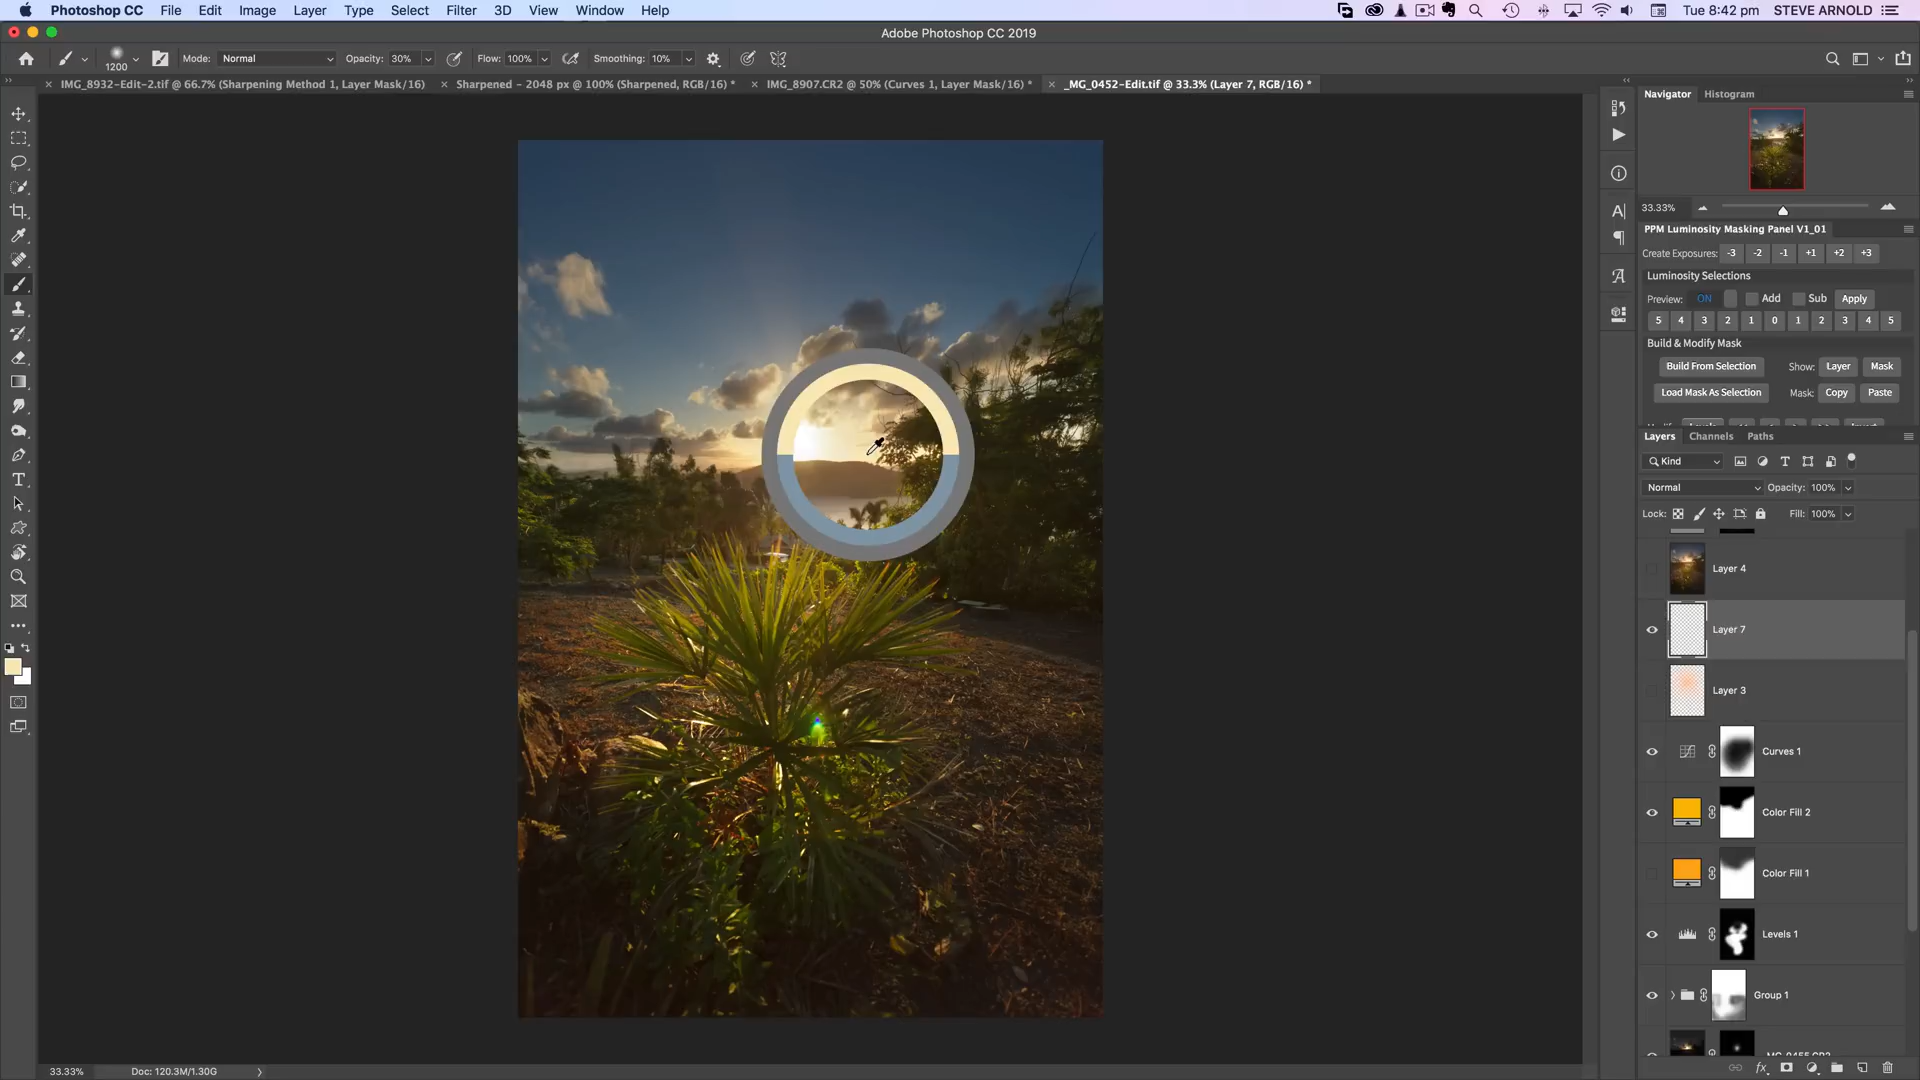 Photoshop CC File Edit Image Layer Type Select Filter 3D View Window Help Tue 8:42 pm STEVE ARNOLD
Adobe Photoshop CC 2019
1200 Mode: Normal Opacity: 30% Flow: 100% Smoothing: 10%
IMG_8932-Edit-2.tif @ 66.7% (Sharpening Method 1, Layer Mask/16) Sharpened - 2048 px @ 100% (Sharpened, RGB/16) * IMG_8907.CR2 @ 50% (Curves 1, Layer Mask/16) * _MG_0452-Edit.tif @ 33.3% (Layer 7, RGB/16) *
Navigator Histogram
33.33%
PPM Luminosity Masking Panel V1_01
Create Exposures: -3 -2 -1 +1 +2 +3
Luminosity Selections
Preview: ON Add Sub Apply
5 4 3 2 1 0 1 2 3 4 5
Build & Modify Mask
Build From Selection Show: Layer Mask
Load Mask As Selection Mask: Copy Paste
Layers Channels Paths
Kind
Normal Opacity: 100%
Lock: Fill: 100%
Layer 4
Layer 7
Layer 3
Curves 1
Color Fill 2
Color Fill 1
Levels 1
Group 1
33.33% Doc: 120.3M/1.30G